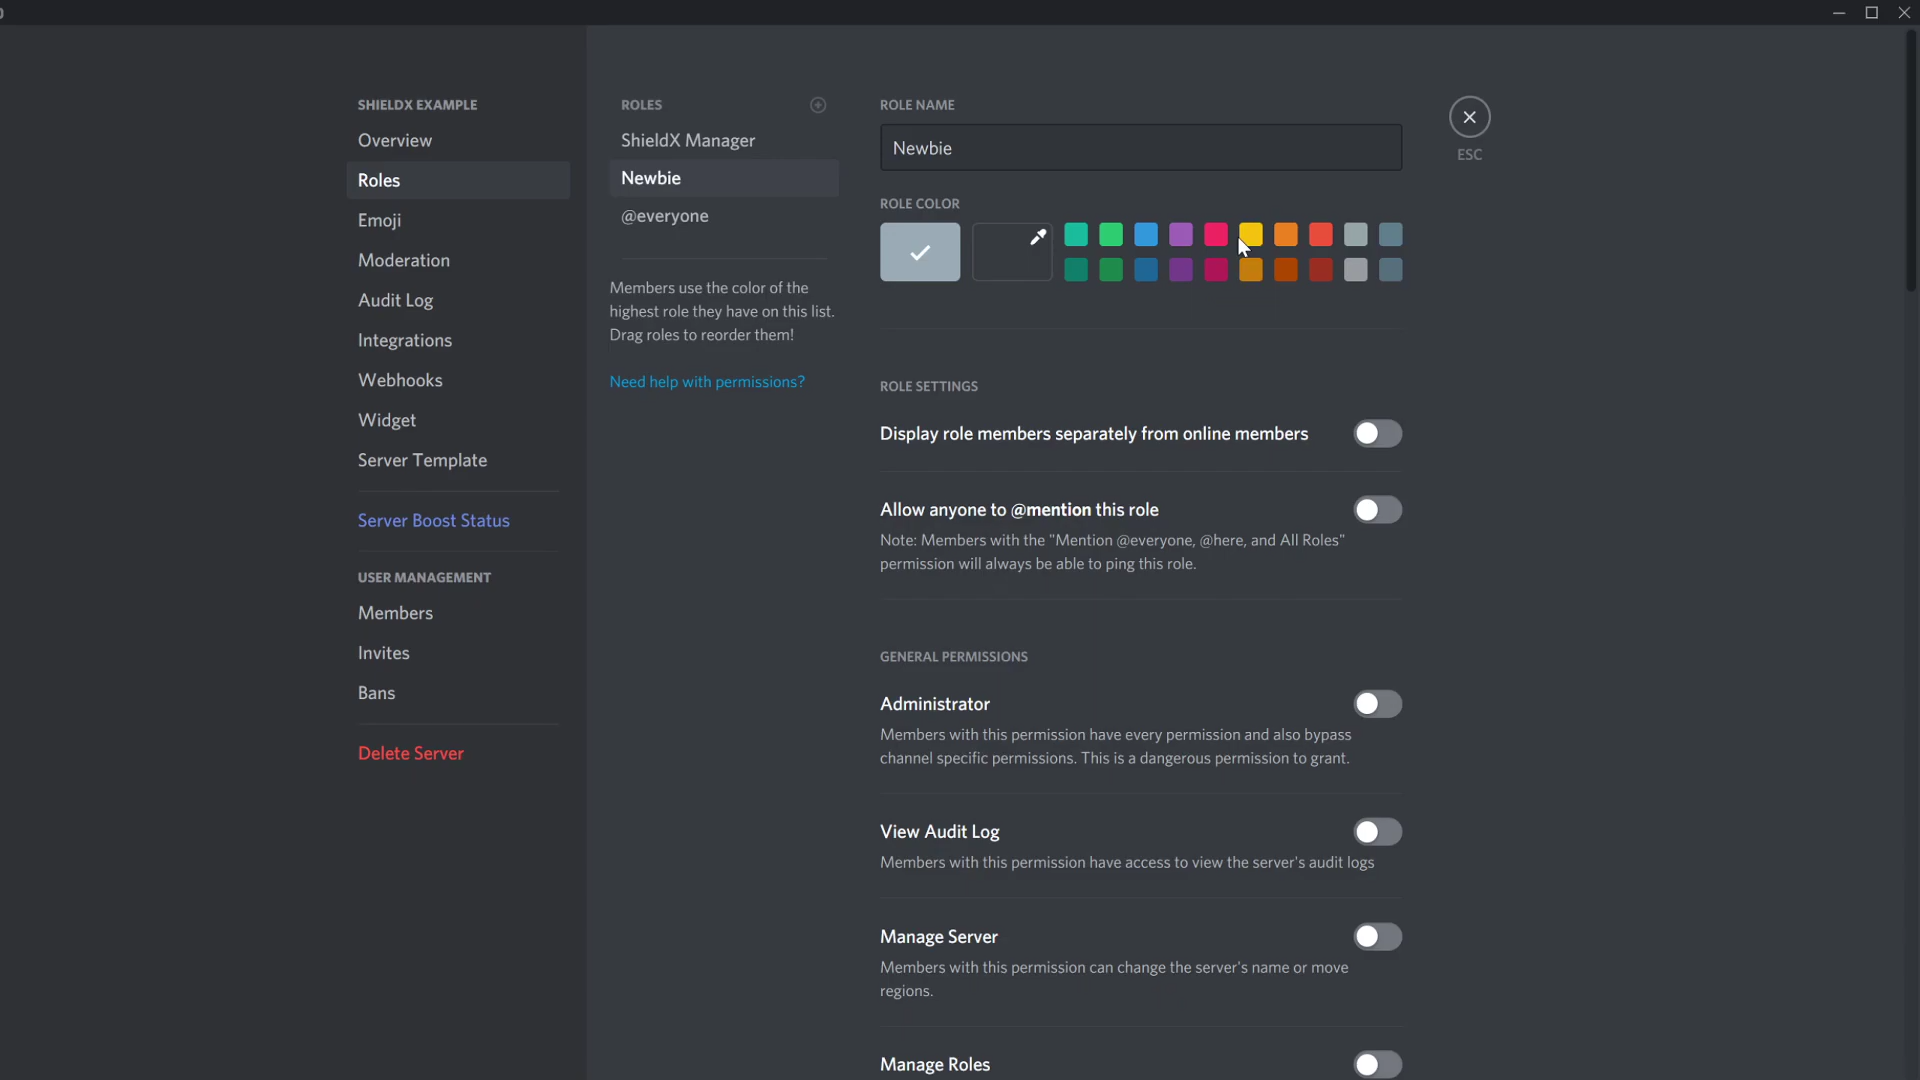 SHIELDX EXAMPLE
Overview
Roles
Emoji
Moderation
Audit Log
Integrations
Webhooks
Widget
Server Template
Server Boost Status
USER MANAGEMENT
Members
Invites
Bans
Delete Server
ROLES
ShieldX Manager
Newbie
@everyone
Members use the color of the
highest role they have on this list.
Drag roles to reorder them!
Need help with permissions?
ROLE NAME
Newbie
ESC
ROLE COLOR
ROLE SETTINGS
Display role members separately from online members
Allow anyone to @mention this role
Note: Members with the "Mention @everyone, @here, and All Roles"
permission will always be able to ping this role.
GENERAL PERMISSIONS
Administrator
Members with this permission have every permission and also bypass
channel specific permissions. This is a dangerous permission to grant.
View Audit Log
Members with this permission have access to view the server's audit logs
Manage Server
Members with this permission can change the server's name or move
regions.
Manage Roles